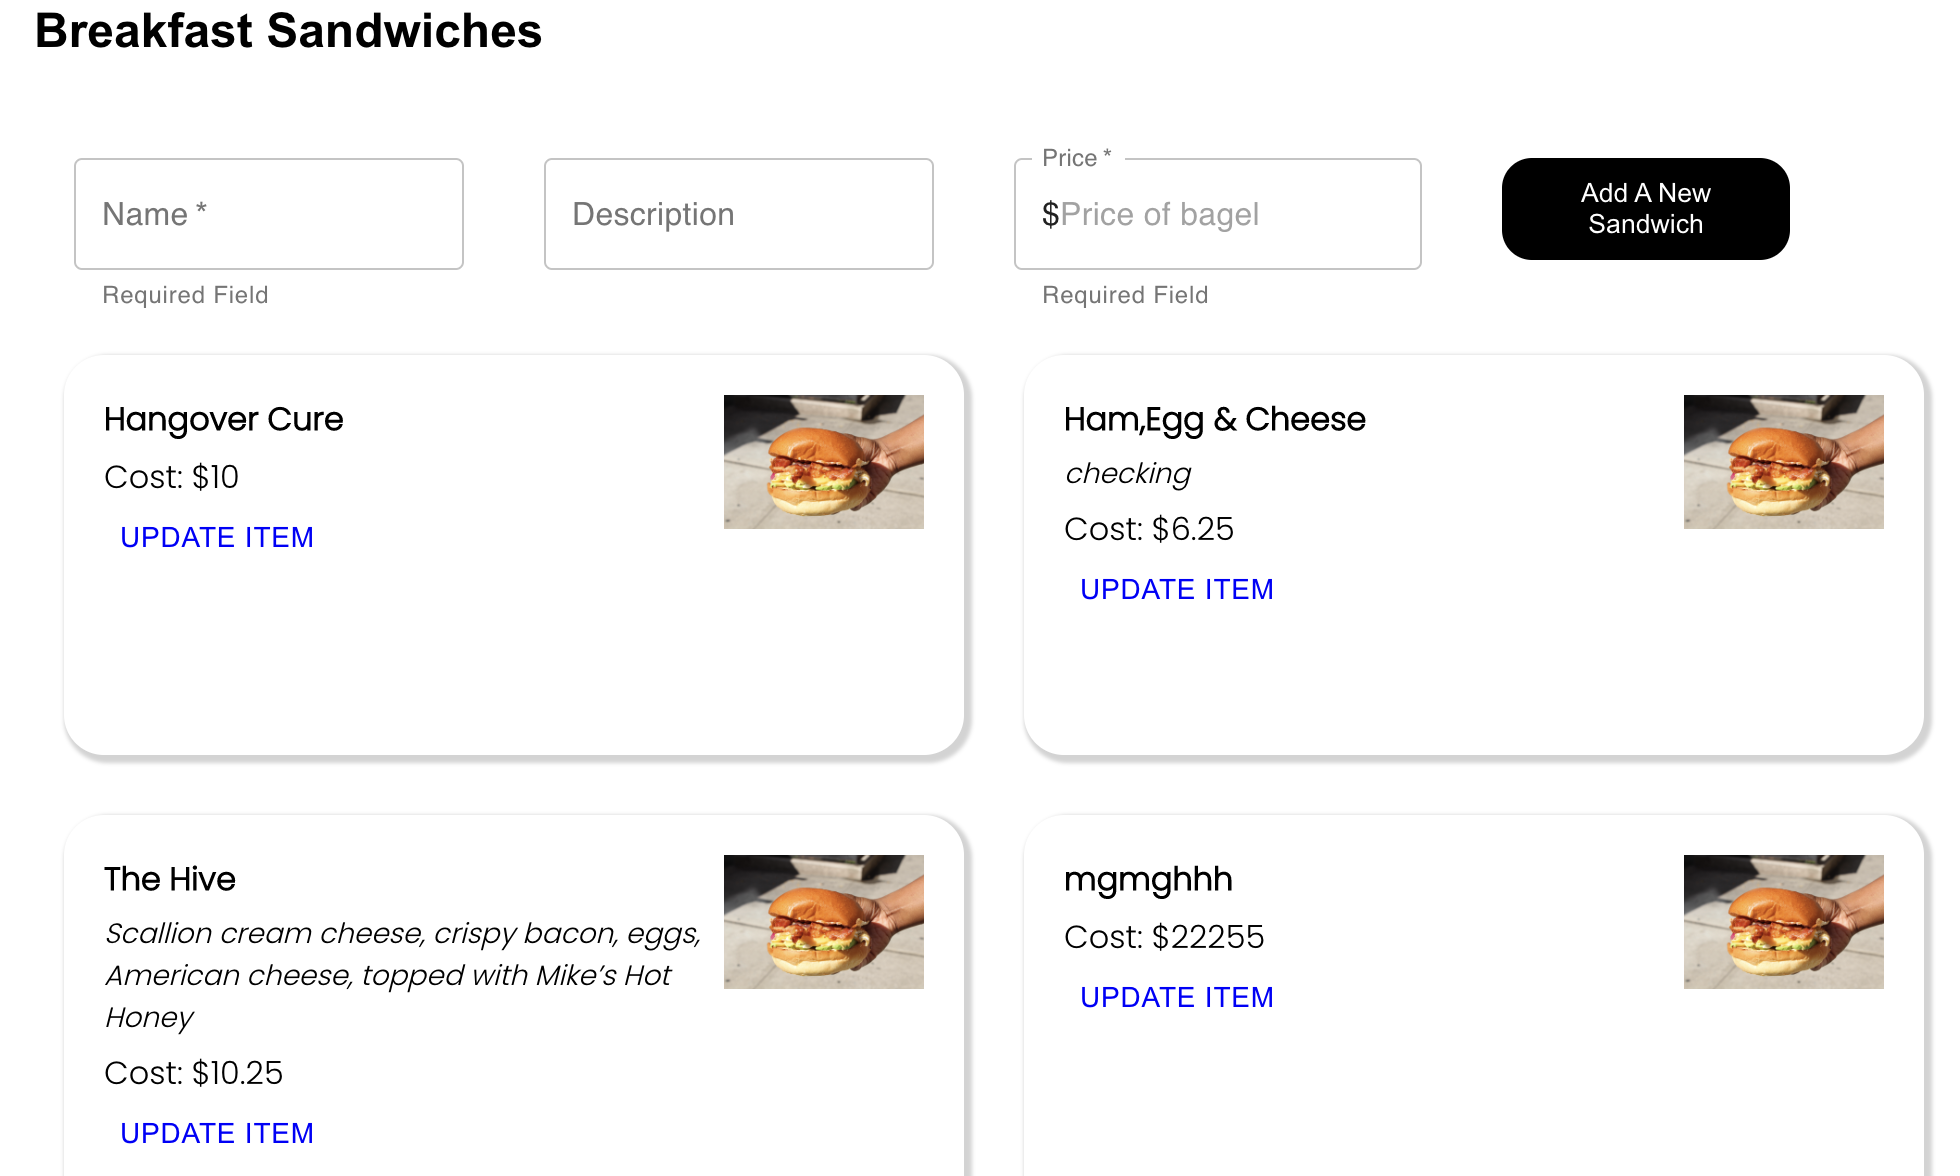 Breakfast Sandwiches
Name *
Description
Price *
$Price of bagel
Add A New
Sandwich
Required Field
Required Field
Hangover Cure
Cost: $10
UPDATE ITEM
Ham,Egg & Cheese
checking
Cost: $6.25
UPDATE ITEM
The Hive
Scallion cream cheese, crispy bacon, eggs,
American cheese, topped with Mike’s Hot
Honey
Cost: $10.25
UPDATE ITEM
mgmghhh
Cost: $22255
UPDATE ITEM